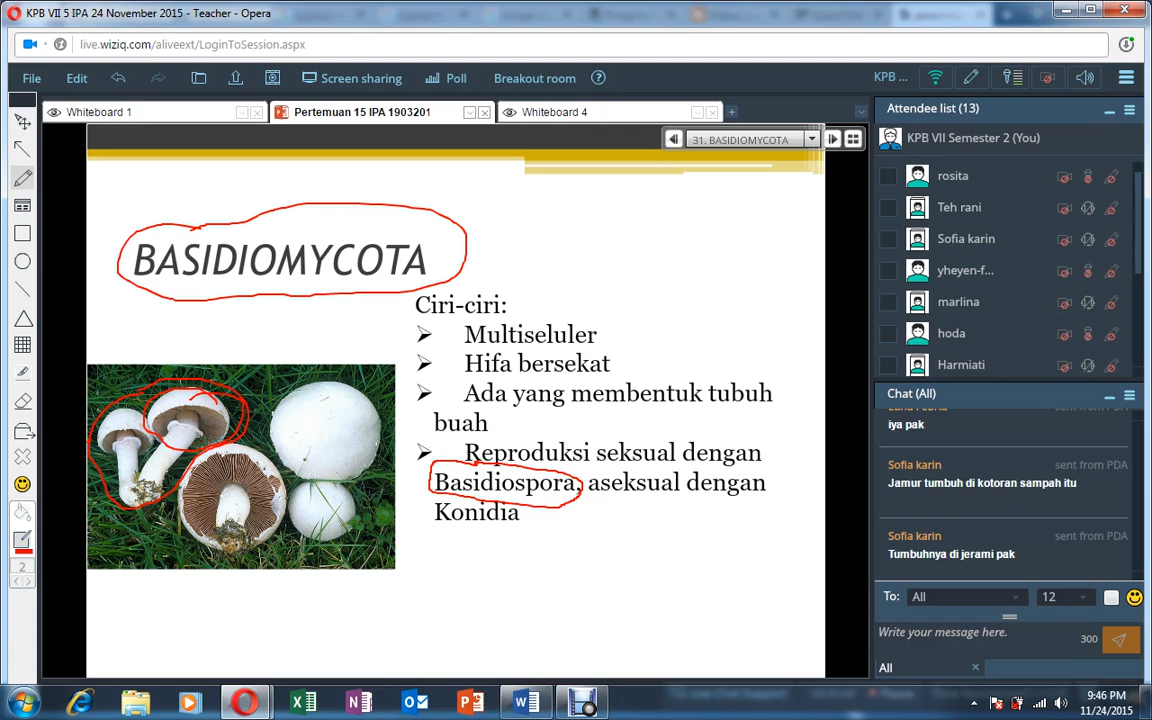 KPB VII 5 IPA 24 November 2015 - Teacher - Opera
live.wiziq.com/aliveext/LoginToSession.aspx
File Edit Screen sharing Poll Breakout room KPB ...
Whiteboard 1 Pertemuan 15 IPA 1903201 Whiteboard 4
31. BASIDIOMYCOTA
BASIDIOMYCOTA
Ciri-ciri:
Multiseluler
Hifa bersekat
Ada yang membentuk tubuh
buah
Reproduksi seksual dengan
Basidiospora, aseksual dengan
Konidia
2
Attendee list (13)
KPB VII Semester 2 (You)
rosita
Teh rani
Sofia karin
yheyen-f...
marlina
hoda
Harmiati
Chat (All)
iya pak
Sofia karin sent from PDA
Jamur tumbuh di kotoran sampah itu
Sofia karin sent from PDA
Tumbuhnya di jerami pak
To: All 12
Write your message here. 300
All
9:46 PM
11/24/2015